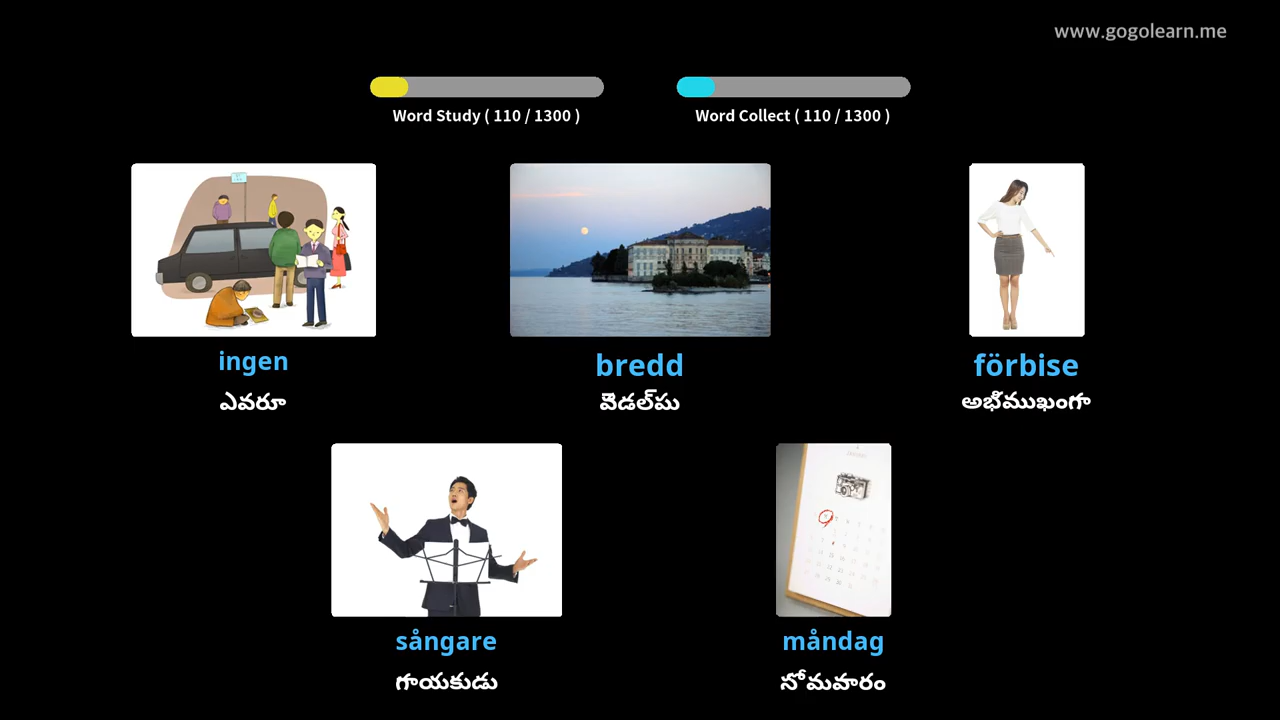 www.gogolearn.me
Word Study ( 110 / 1300 )
Word Collect ( 110 / 1300 )
ingen
ఎవరూ
bredd
వెడల్పు
förbise
అభిముఖంగా
sångare
గాయకుడు
måndag
సోమవారం